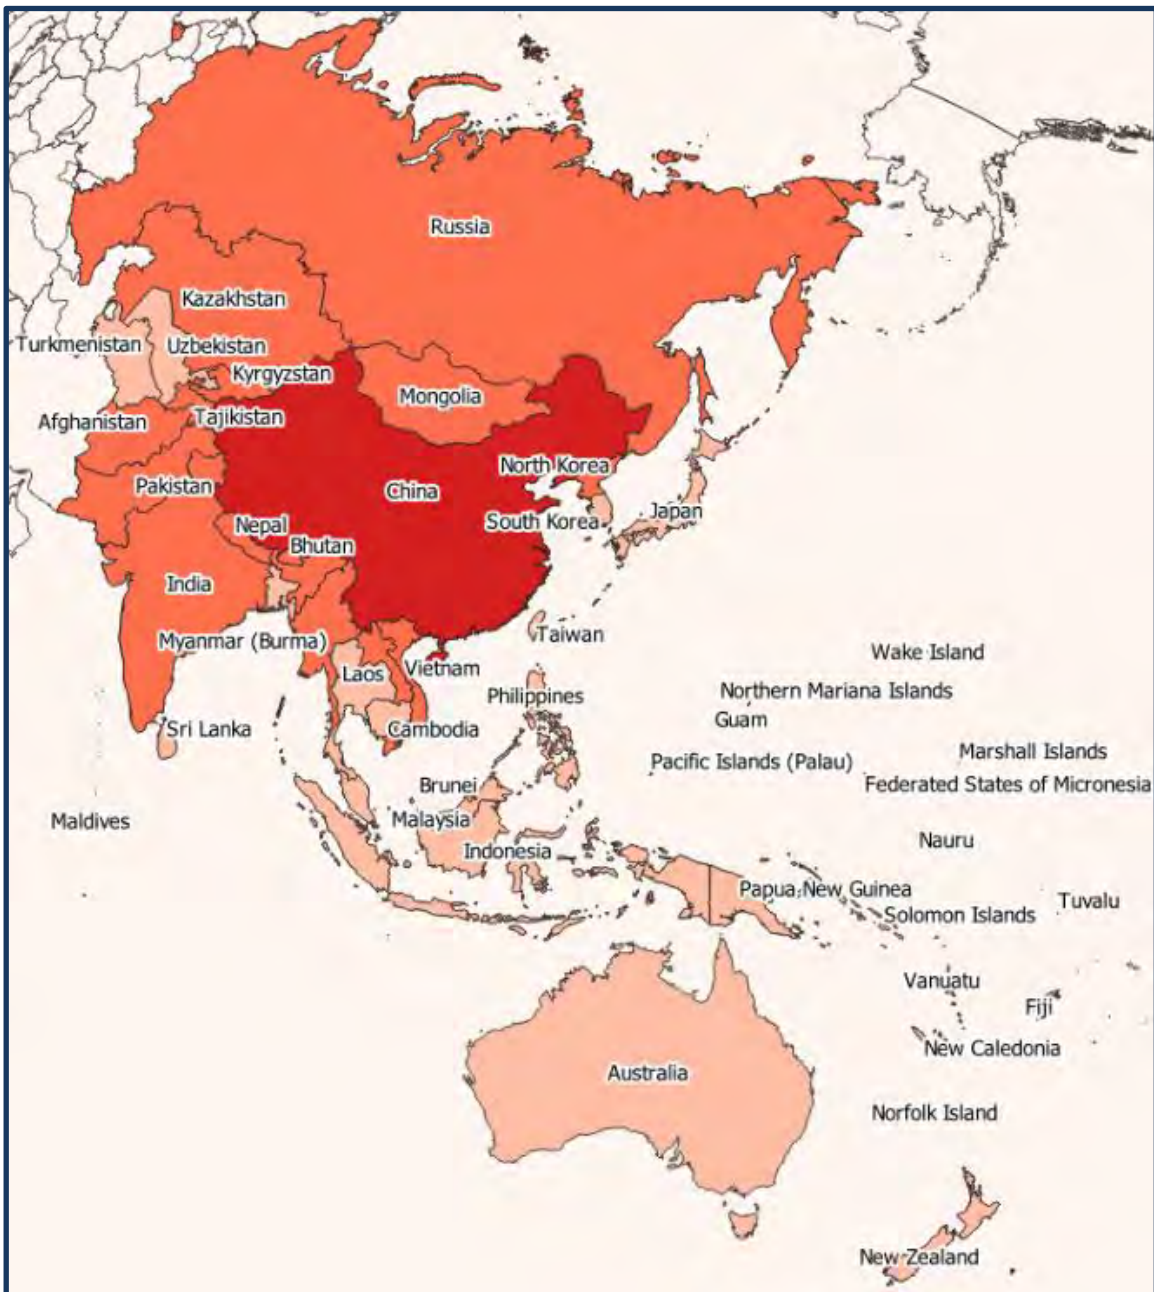 Russia
Kazakhstan
Turkmenistan
Uzbekistan
Kyrgyzstan
Mongolia
Afghanistan
Tajikistan
North Korea
Pakistan
China
South Korea
Japan
Nepal
Bhutan
India
Myanmar (Burma)
Taiwan
Wake Island
Laos
Vietnam
Philippines
Northern Mariana Islands
Guam
Sri Lanka
Cambodia
Pacific Islands (Palau)
Marshall Islands
Brunei
Federated States of Micronesia
Maldives
Malaysia
Indonesia
Nauru
Papua New Guinea
Solomon Islands
Tuvalu
Vanuatu
Fiji
New Caledonia
Australia
Norfolk Island
New Zealand